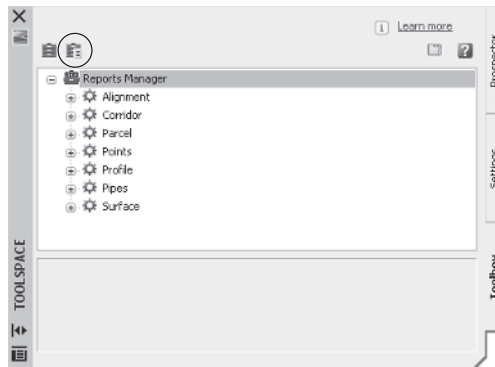 Learn more
Reports Manager
Alignment
Corridor
Parcel
Points
Profile
Pipes
Surface
TOOLSPACE
Prospector
Settings
Toolbox